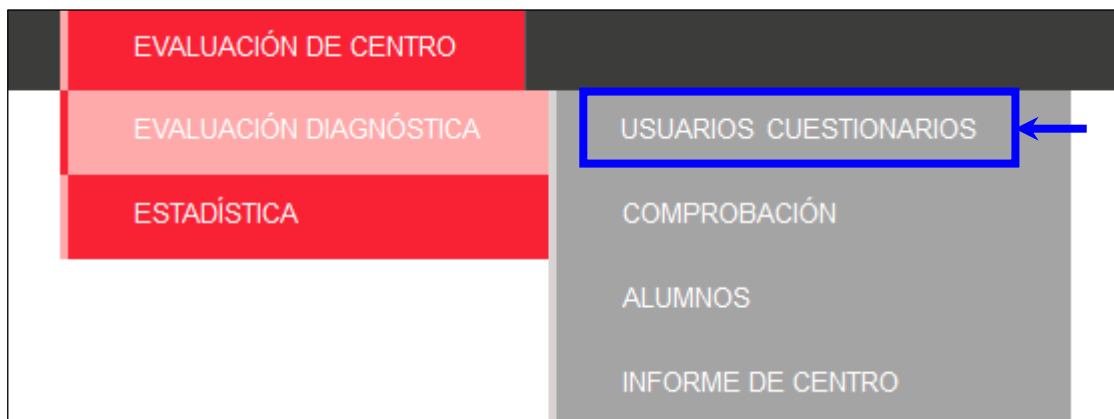 EVALUACIÓN DE CENTRO
EVALUACIÓN DIAGNÓSTICA
ESTADÍSTICA
USUARIOS CUESTIONARIOS
COMPROBACIÓN
ALUMNOS
INFORME DE CENTRO